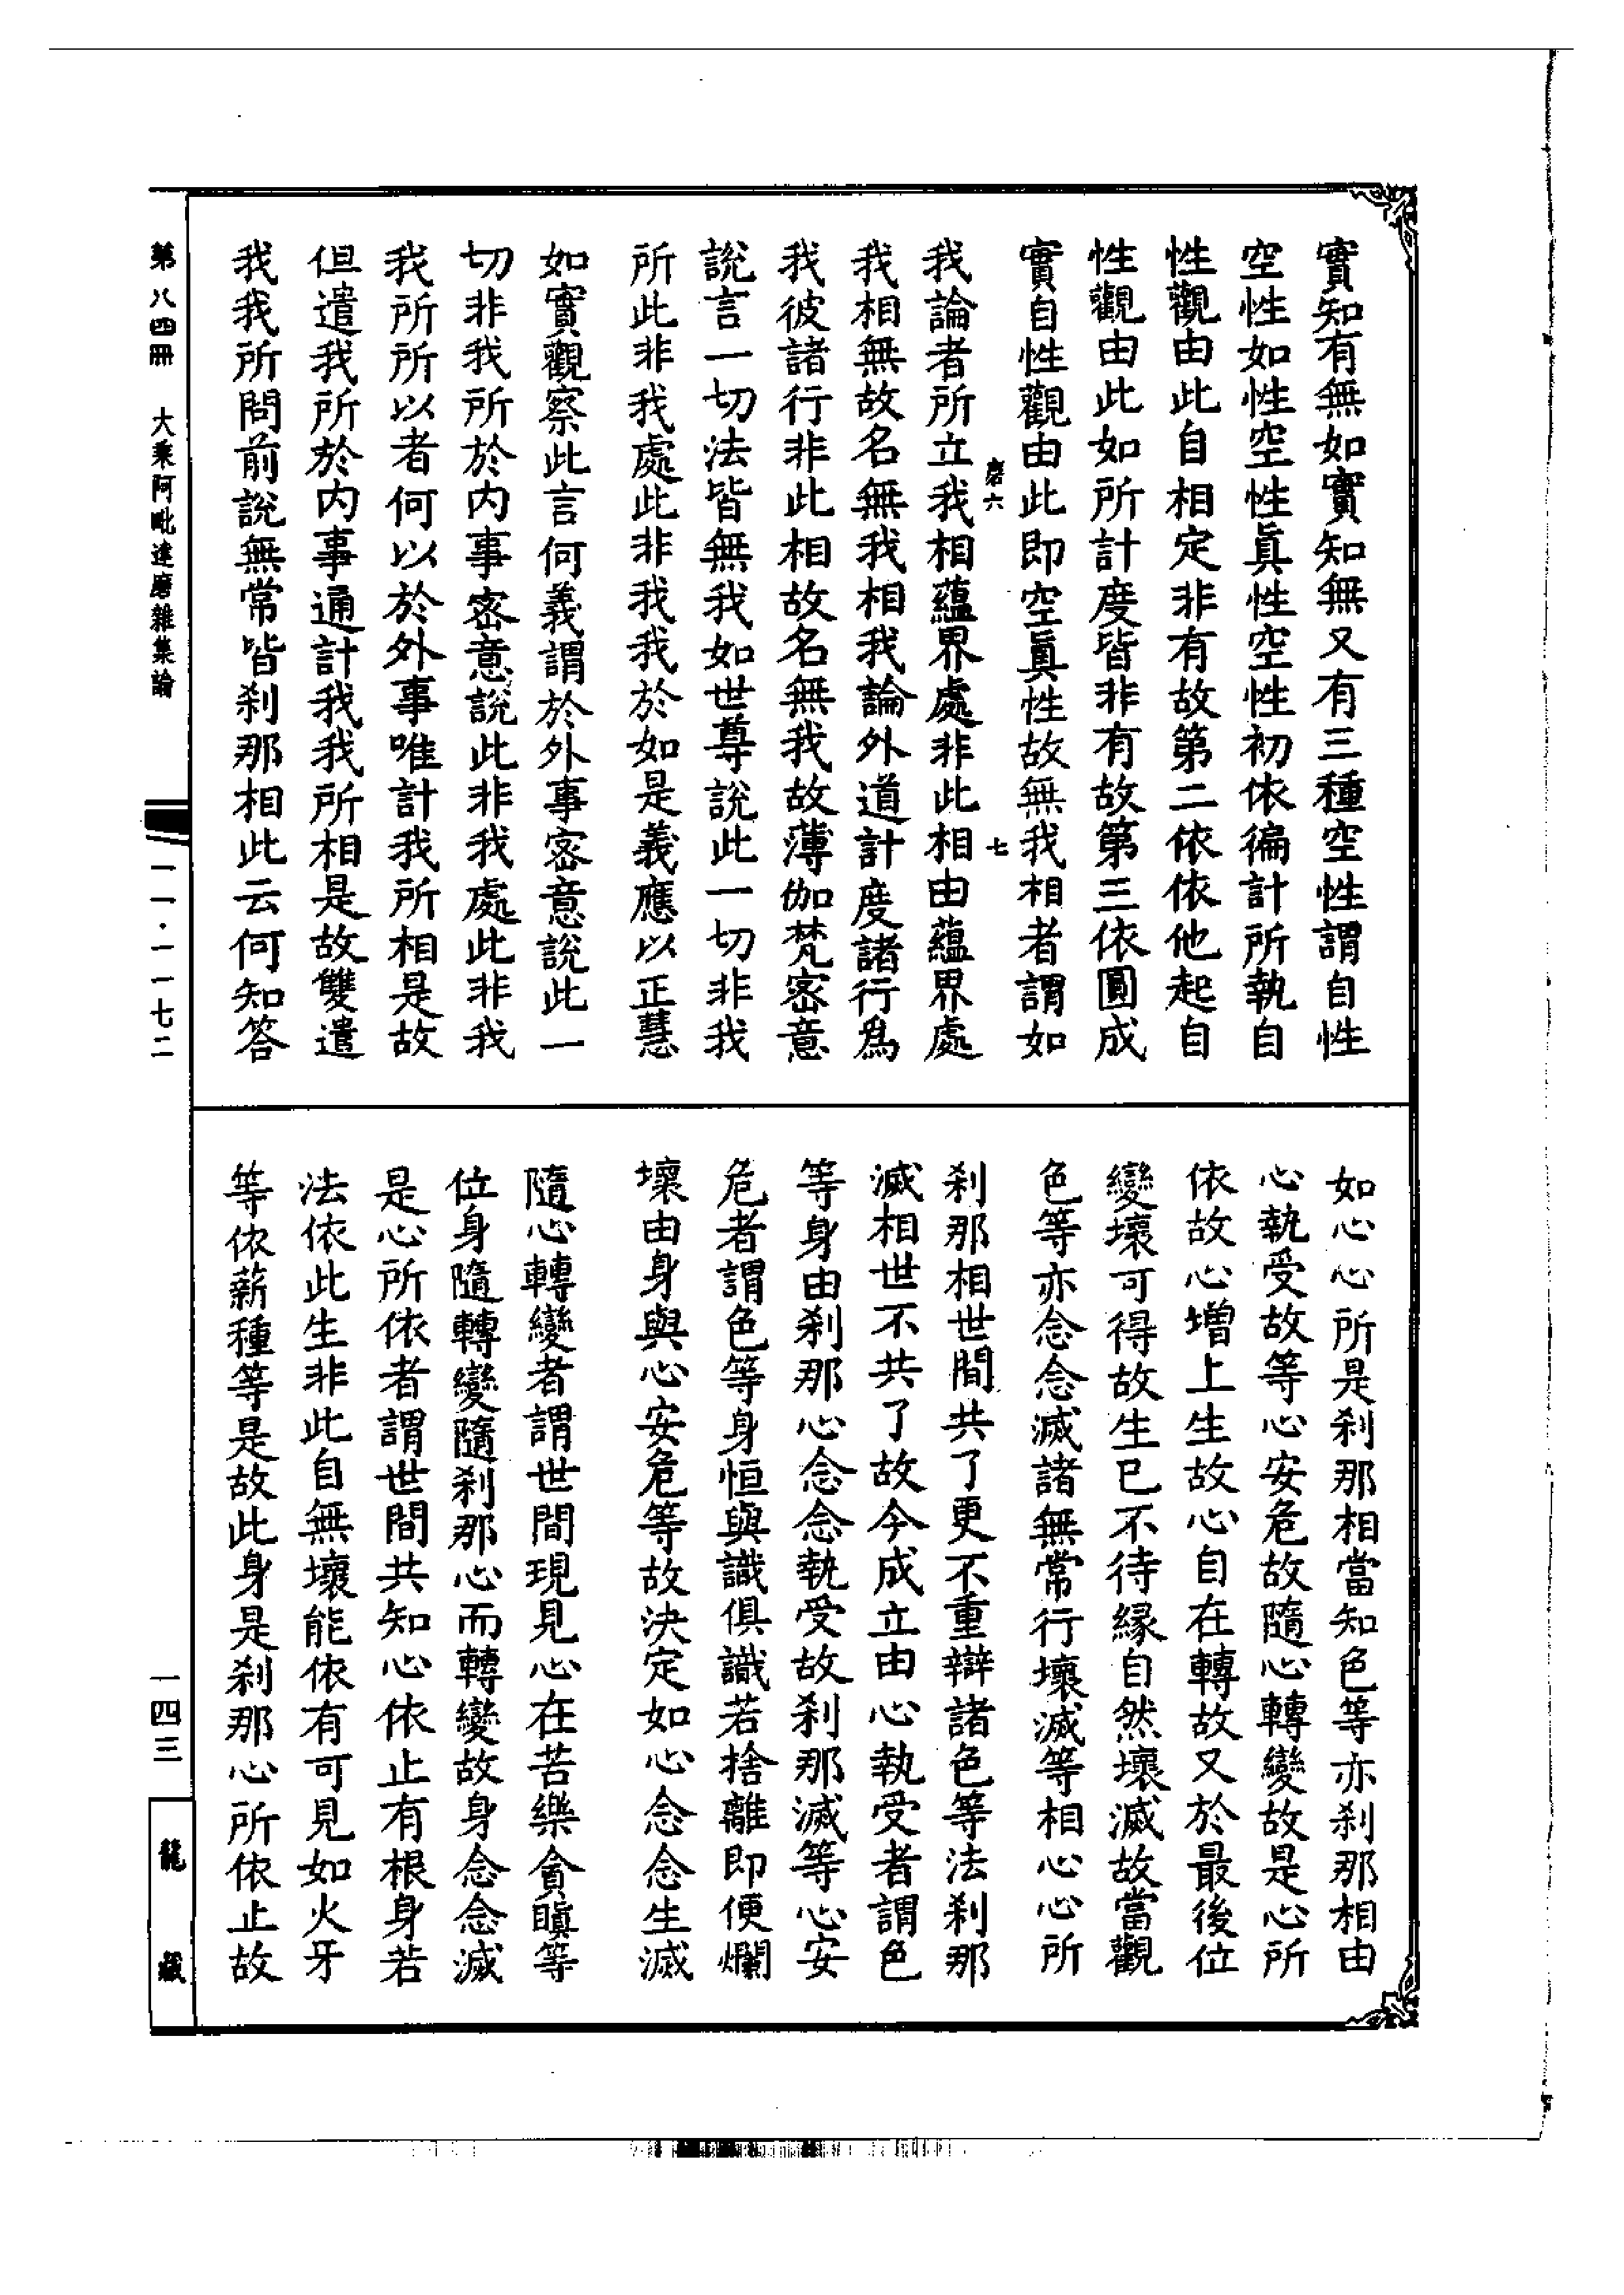 實知有無如實知無又有三種空性謂自性
空性如性空性眞性空性初依徧計所執自
性觀由此自相定非有故第二依依他起自
性觀由此如所計度皆非有故第三依圓成
實自性觀由此即空眞性故無我相者謂如
磨六 七
我論者所立我相蘊界處非此相由蘊界處
我相無故名無我相我論外道計度諸行爲
我彼諸行非此相故名無我故薄伽梵密意
說言一切法皆無我如世尊說此一切非我
所此非我處此非我我於如是義應以正慧
如實觀察此言何義謂於外事密意說此一
切非我所於内事密意說此非我處此非我
我所所以者何以於外事唯計我所相是故
但遣我所於内事通計我我所相是故雙遣
我我所問前說無常皆刹那相此云何知答
如心心所是刹那相當知色等亦刹那相由
心執受故等心安危故隨心轉變故是心所
依故心增上生故心自在轉故又於最後位
變壞可得故生已不待緣自然壞滅故當觀
色等亦念念滅諸無常行壞滅等相心心所
刹那相世間共了更不重辯諸色等法刹那
滅相世不共了故今成立由心執受者謂色
等身由刹那心念念執受故刹那滅等心安
危者謂色等身恒與識俱識若捨離即便爛
壞由身與心安危等故決定如心念念生滅
隨心轉變者謂世間現見心在苦樂貪瞋等
位身隨轉變隨刹那心而轉變故身念念滅
是心所依者謂世間共知心依止有根身若
法依此生非此自無壞能依有可見如火牙
等依薪種等是故此身是刹那心所依止故
第八四冊 大乘阿毗達磨雜集論
一一·一一七二
一四三
龍藏